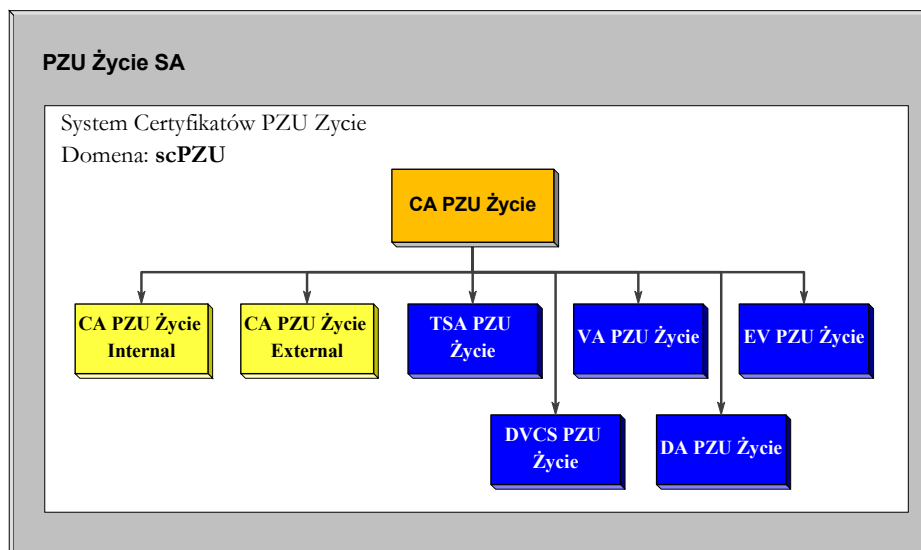 PZU Życie SA
System Certyfikatów PZU Zycie
Domena: scPZU
CA PZU Życie
CA PZU Życie
Internal
CA PZU Życie
External
TSA PZU
Życie
VA PZU Życie
EV PZU Życie
DVCS PZU
Życie
DA PZU Życie